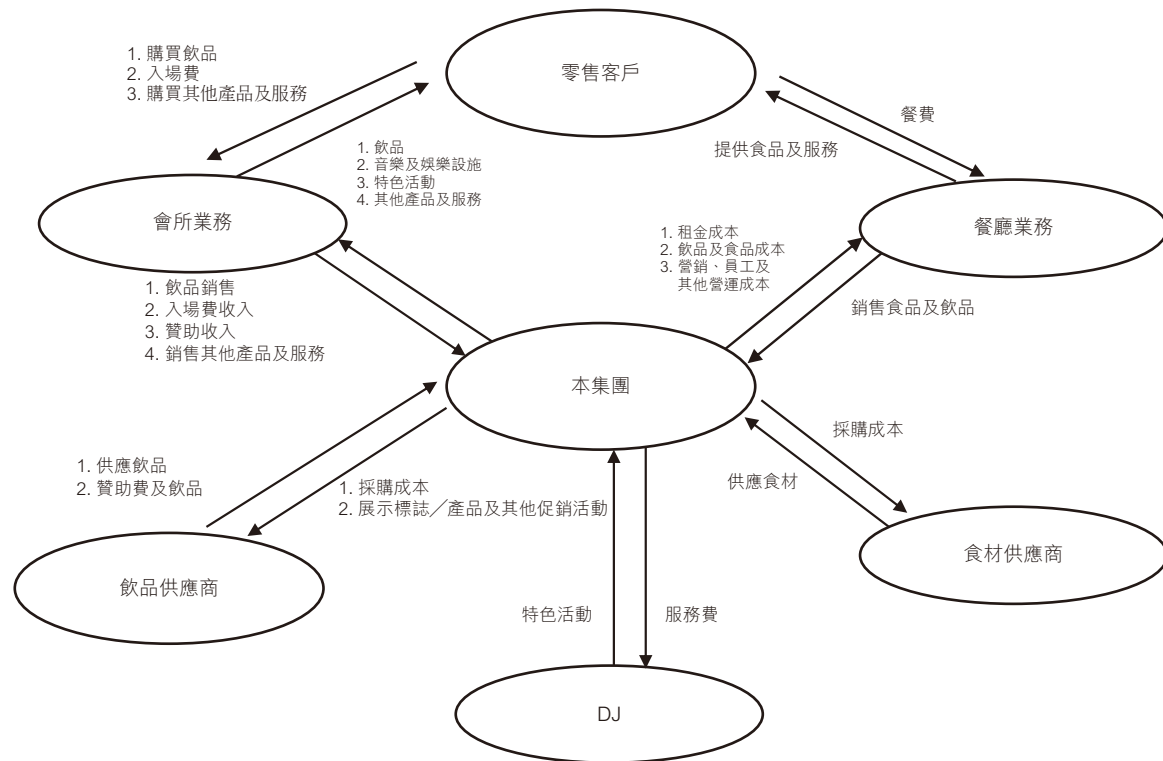 零售客戶
1. 購買飲品
2. 入場費
3. 購買其他產品及服務
餐費
提供食品及服務
1. 飲品
2. 音樂及娛樂設施
3. 特色活動
4. 其他產品及服務
會所業務
餐廳業務
1. 租金成本
2. 飲品及食品成本
3. 營銷、員工及
其他營運成本
1. 飲品銷售
2. 入場費收入
3. 贊助收入
4. 銷售其他產品及服務
銷售食品及飲品
本集團
採購成本
供應食材
1. 供應飲品
2. 贊助費及飲品
1. 採購成本
2. 展示標誌／產品及其他促銷活動
飲品供應商
食材供應商
特色活動
服務費
DJ